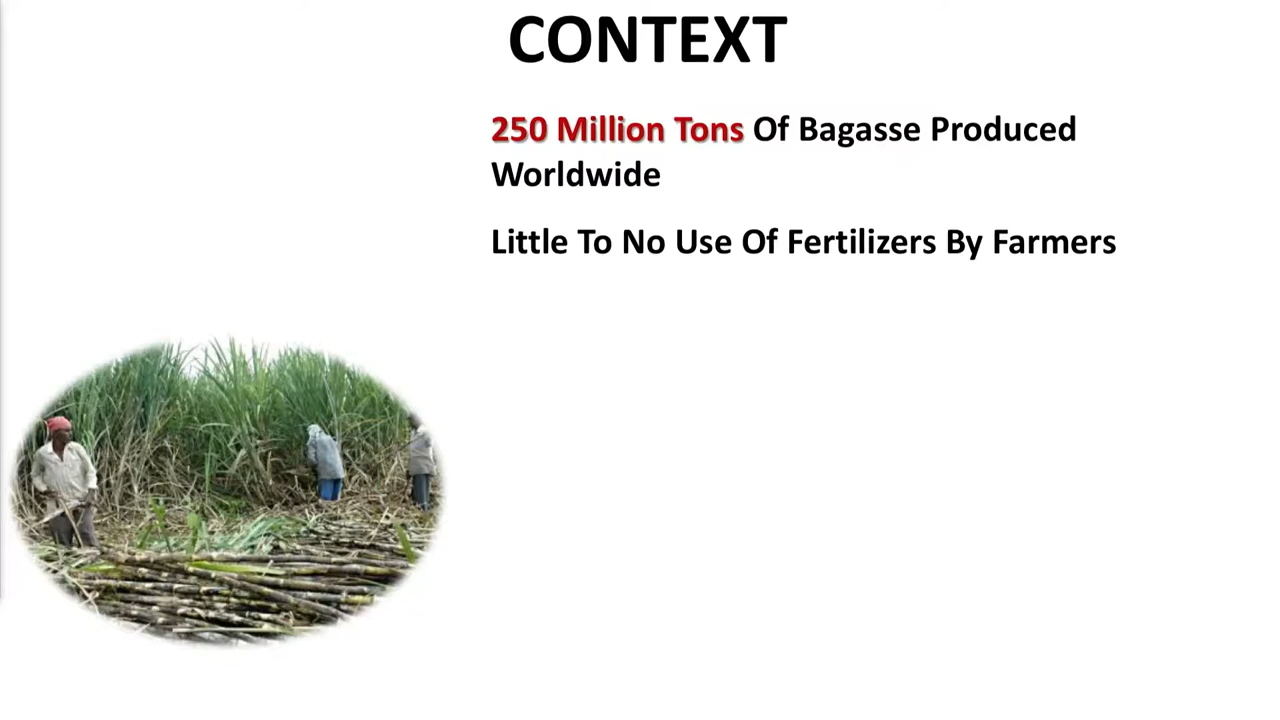 CONTEXT
250 Million Tons Of Bagasse Produced
Worldwide
Little To No Use Of Fertilizers By Farmers